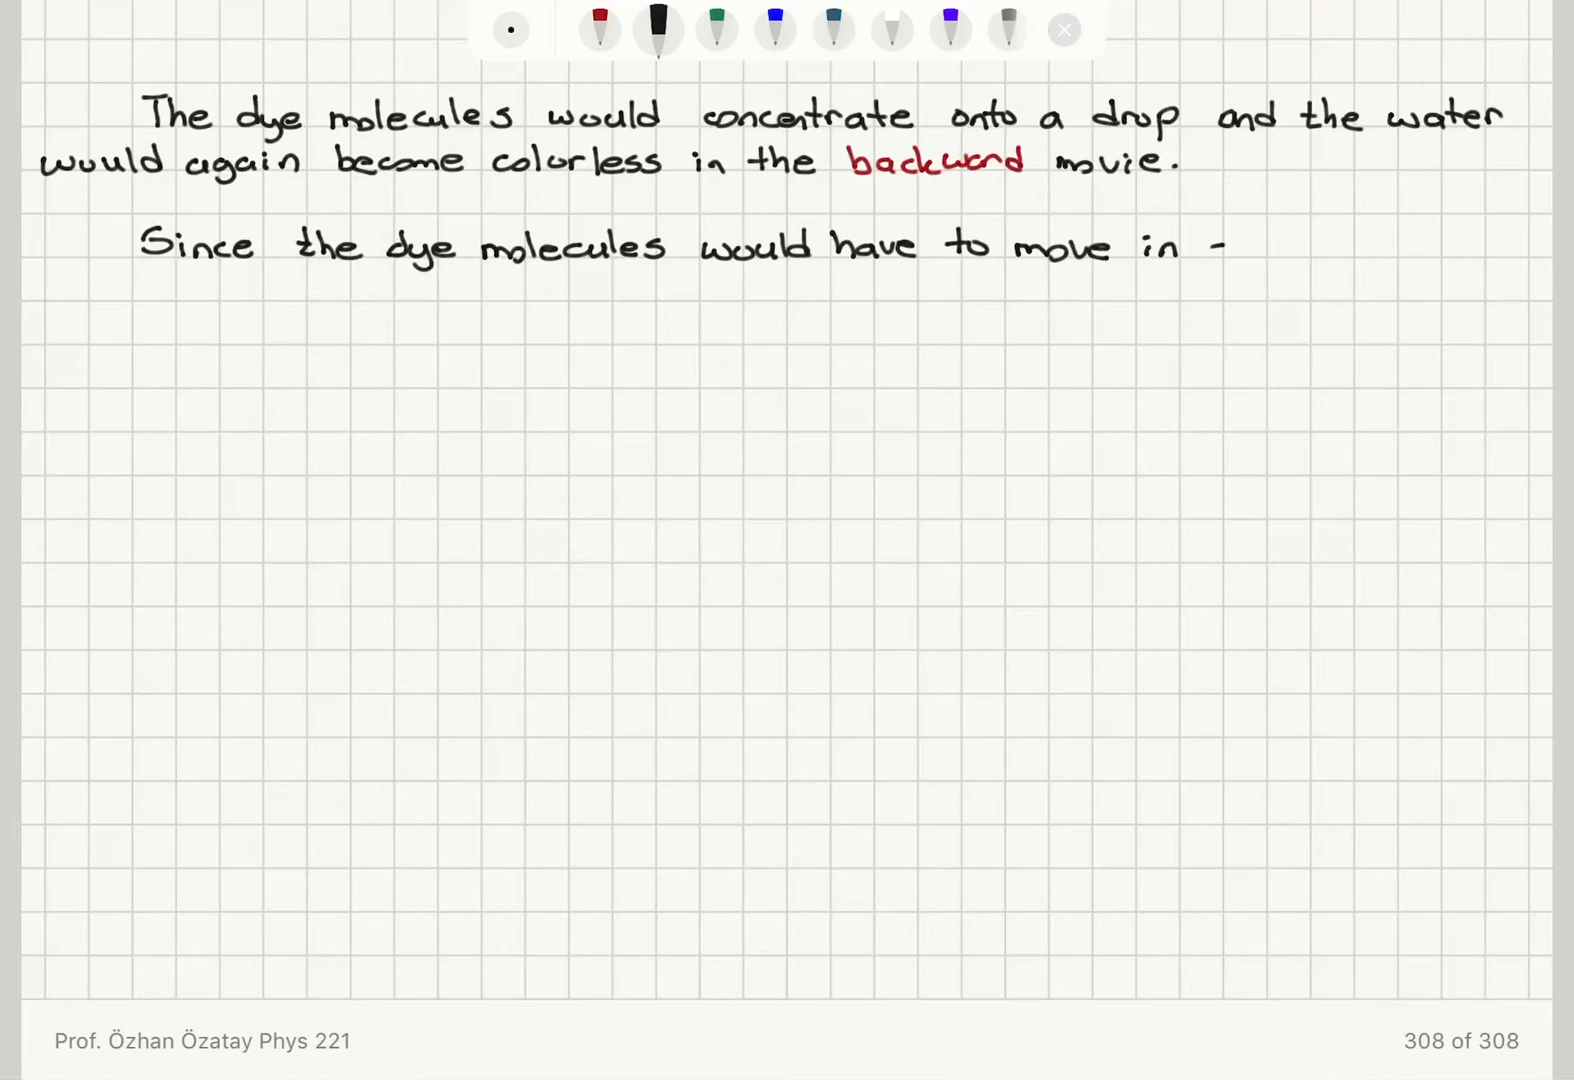 The dye molecules would concentrate onto a drop and the water
would again become colorless in the backward movie.
Since the dye molecules would have to move in -
Prof. Özhan Özatay Phys 221
308 of 308